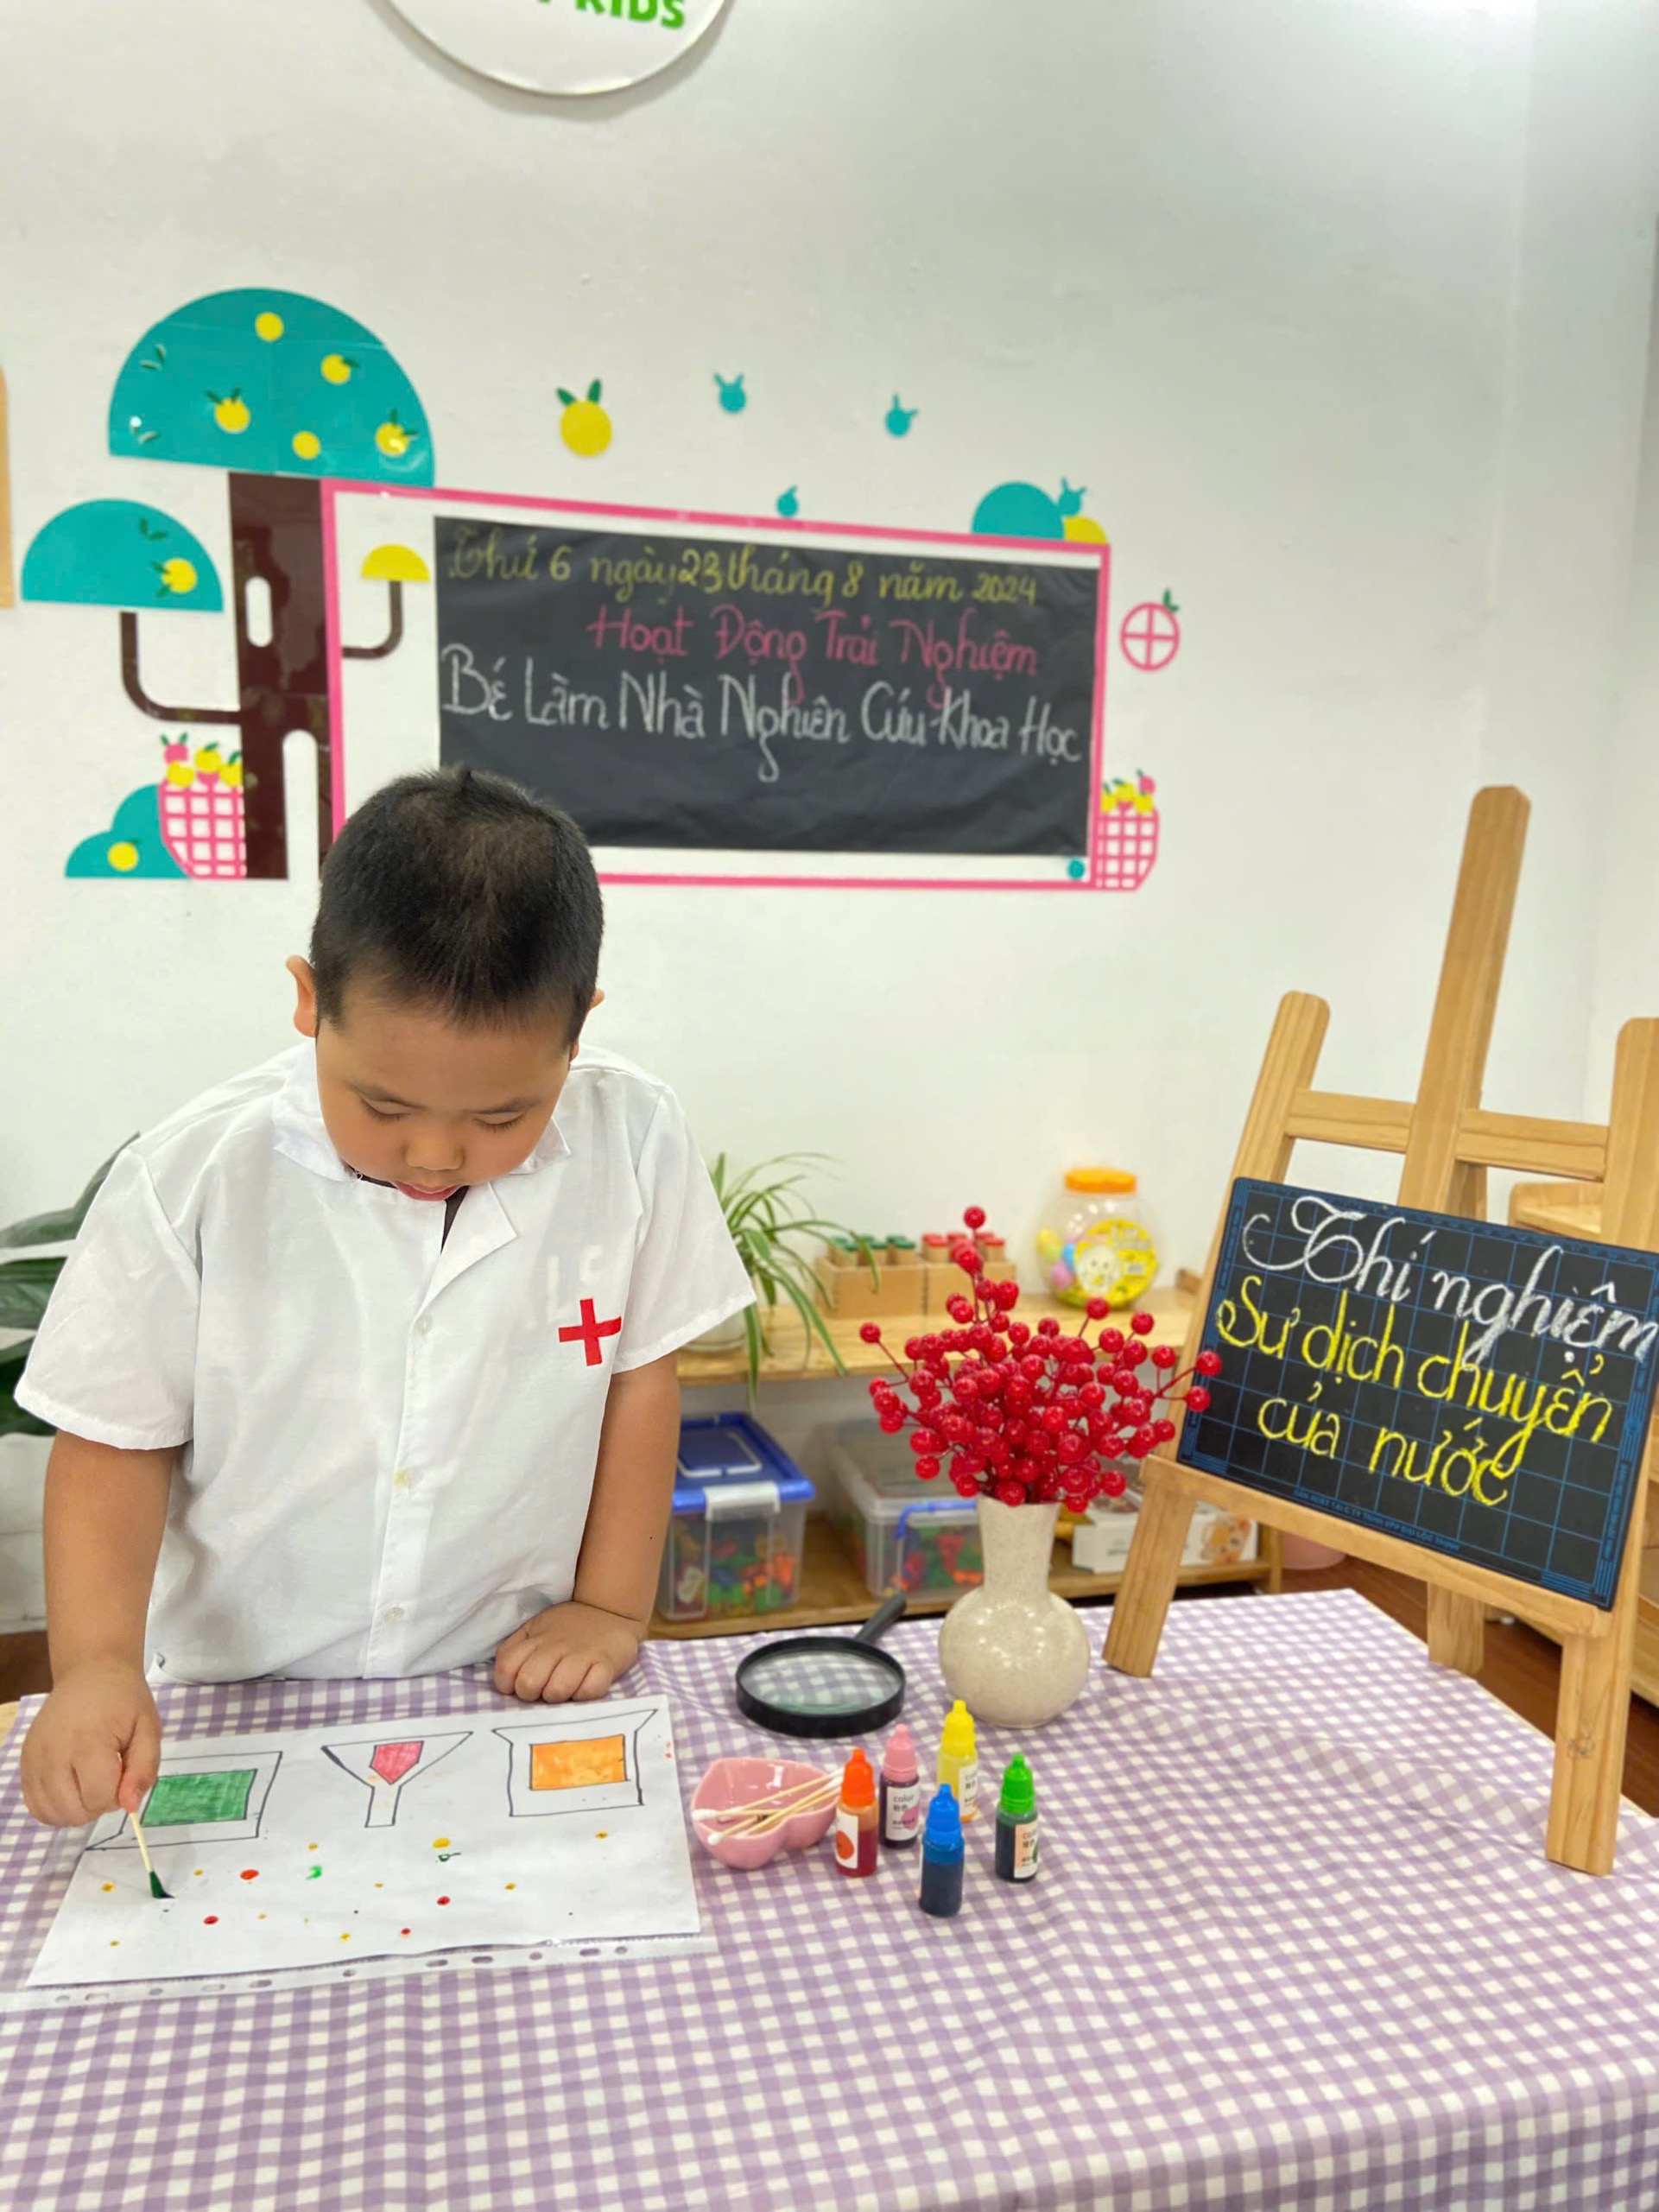 KIDS
Thứ 6 ngày 23 tháng 8 năm 2024
Hoạt Động Trải Nghiệm
Bé Làm Nhà Nghiên Cứu Khoa Học
Thí nghiệm
Sự dịch chuyển
của nước
color